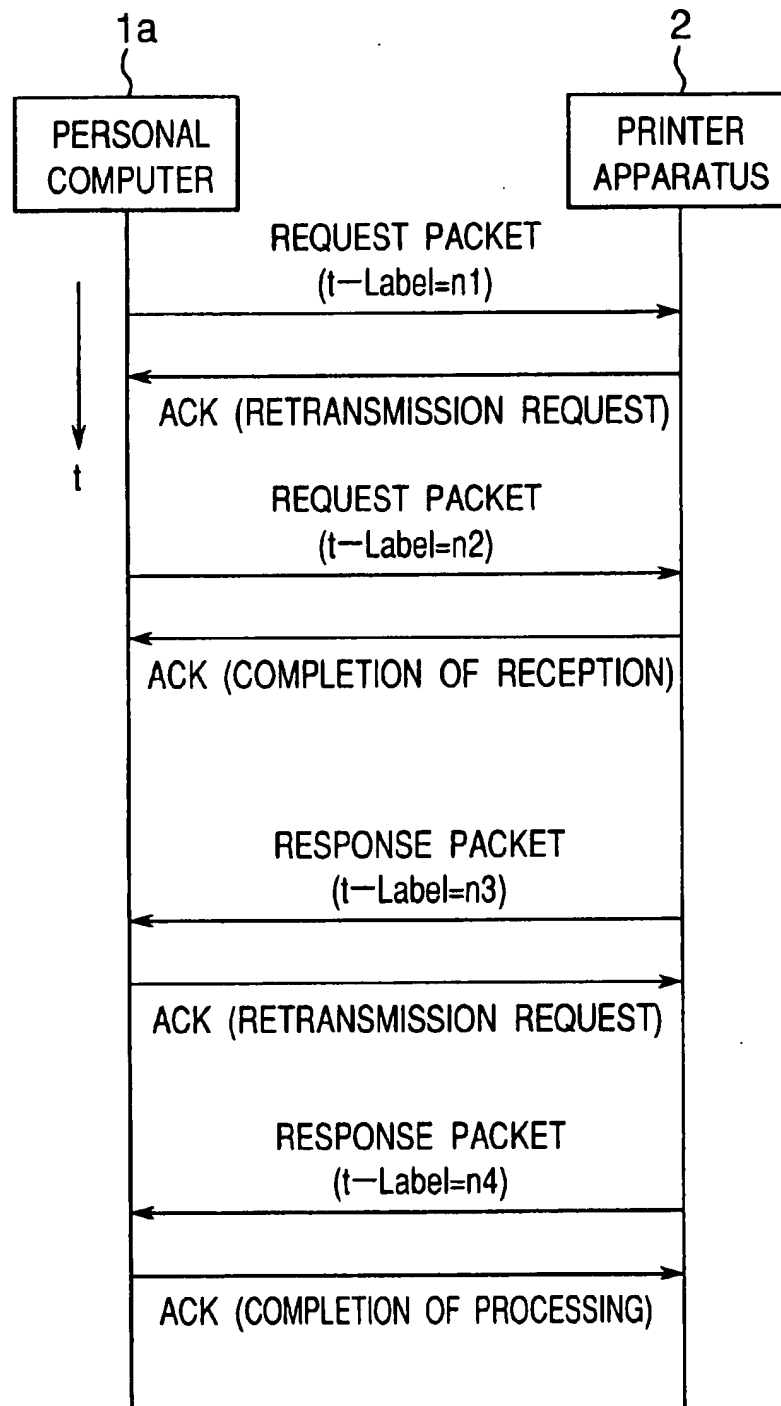 1a
2
PERSONAL
COMPUTER
PRINTER
APPARATUS
REQUEST PACKET
(t—Label=n1)
ACK (RETRANSMISSION REQUEST)
t
REQUEST PACKET
(t—Label=n2)
ACK (COMPLETION OF RECEPTION)
RESPONSE PACKET
(t—Label=n3)
ACK (RETRANSMISSION REQUEST)
RESPONSE PACKET
(t—Label=n4)
ACK (COMPLETION OF PROCESSING)